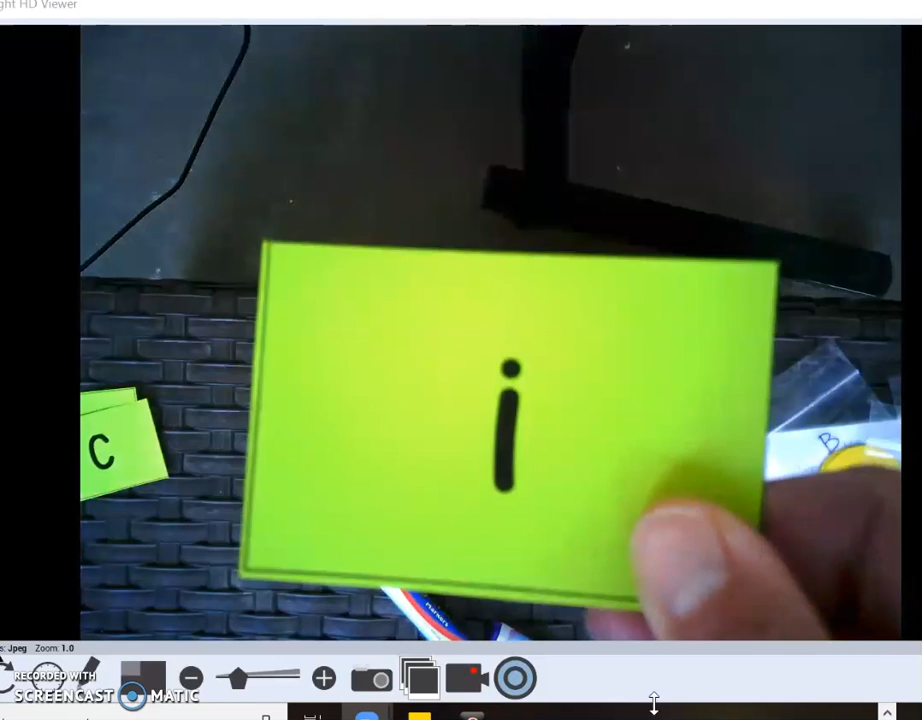 ght HD Viewer
i
C
B
s: Jpeg Zoom: 1.0
RECORDED WITH
SCREENCAST MATIC